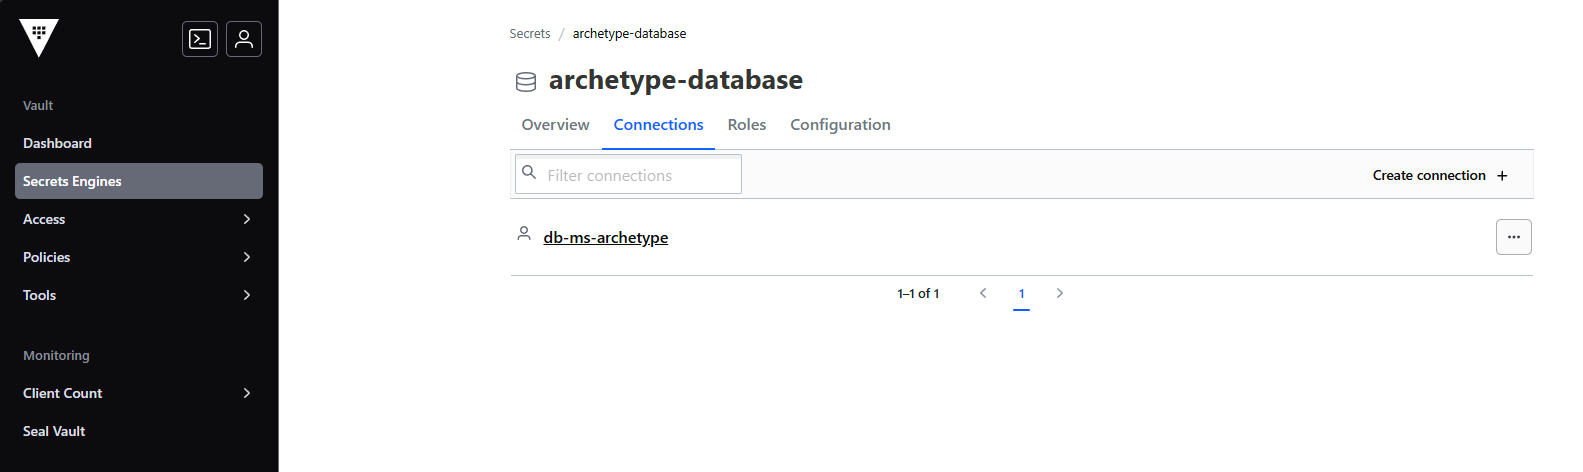 Vault
Dashboard
Secrets Engines
Access
Policies
Tools
Monitoring
Client Count
Seal Vault
Secrets / archetype-database
archetype-database
Overview Connections Roles Configuration
Filter connections Create connection +
db-ms-archetype
1–1 of 1 1